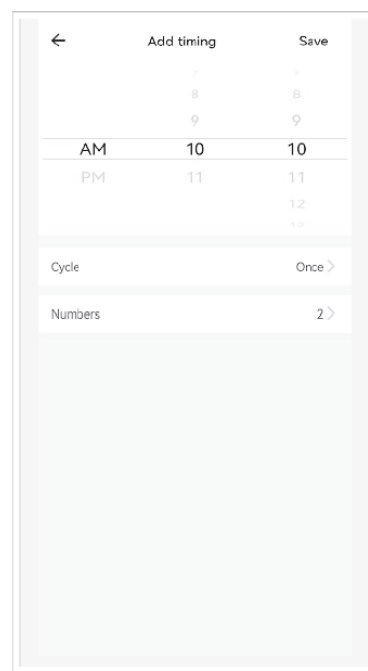 Add timing Save
8 8
9 9
AM 10 10
PM 11 11
12
Cycle Once
Numbers 2